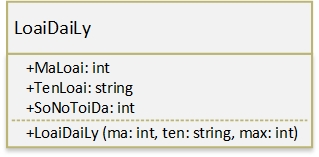 LoaiDaiLy
+MaLoai: int
+TenLoai: string
+SoNoToiDa: int
+LoaiDaiLy (ma: int, ten: string, max: int)